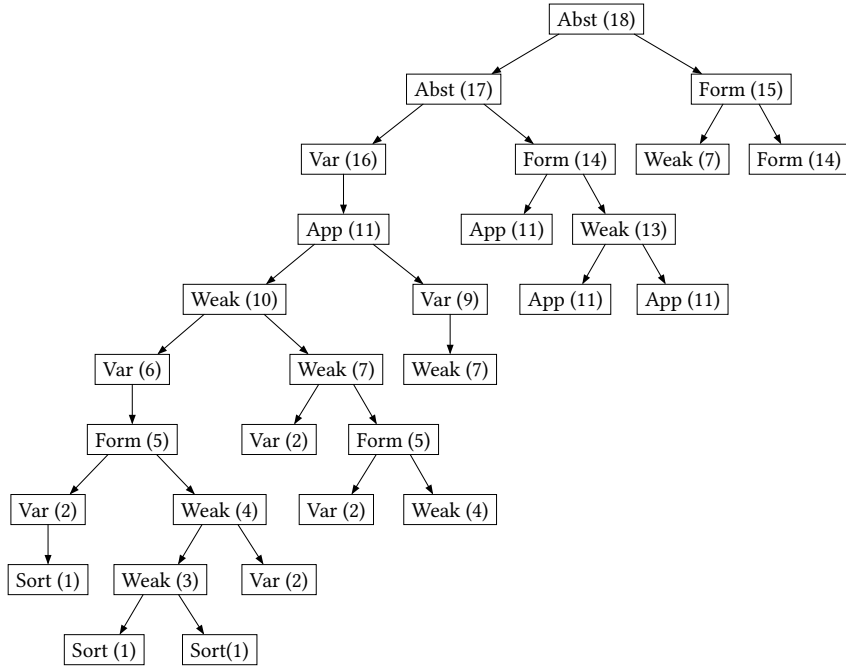 Abst (18)
Abst (17)
Form (15)
Var (16)
Form (14)
Weak (7)
Form (14)
App (11)
App (11)
Weak (13)
Weak (10)
Var (9)
App (11)
App (11)
Var (6)
Weak (7)
Weak (7)
Form (5)
Var (2)
Form (5)
Var (2)
Weak (4)
Var (2)
Weak (4)
Sort (1)
Weak (3)
Var (2)
Sort (1)
Sort(1)